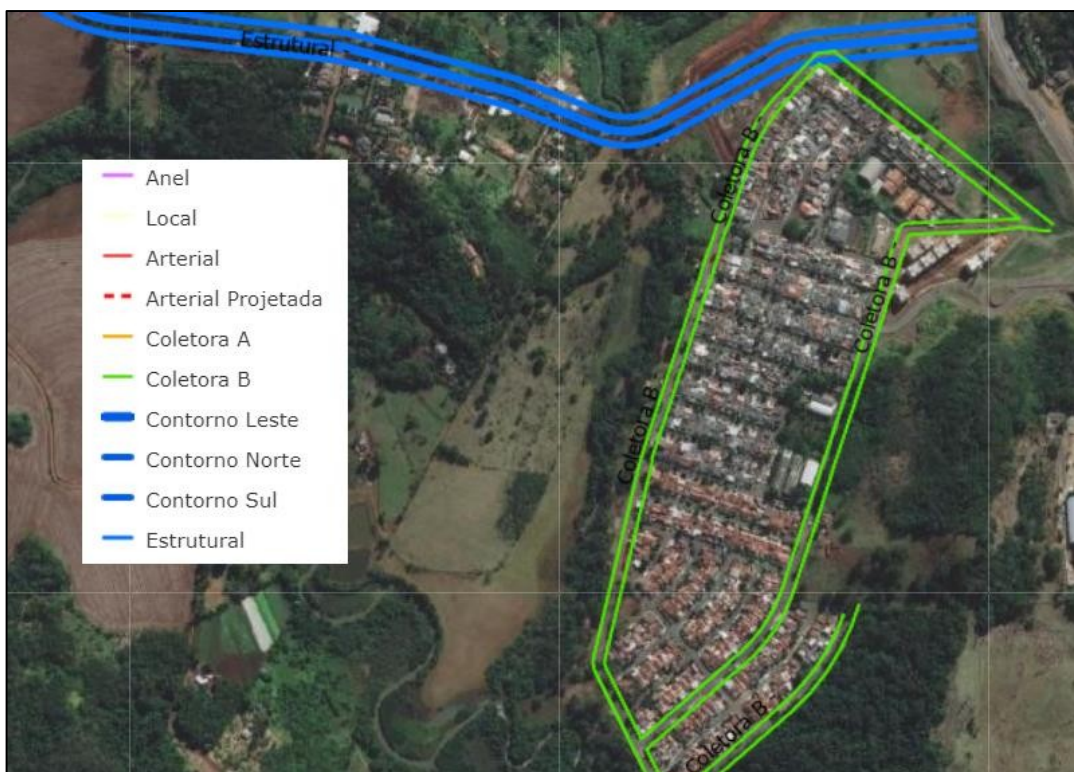 Estrutural -
Anel
Local
Arterial
Arterial Projetada
Coletora A
Coletora B
Contorno Leste
Contorno Norte
Contorno Sul
Estrutural
Coletora B -
Coletora B -
Coletora B
Coletora B